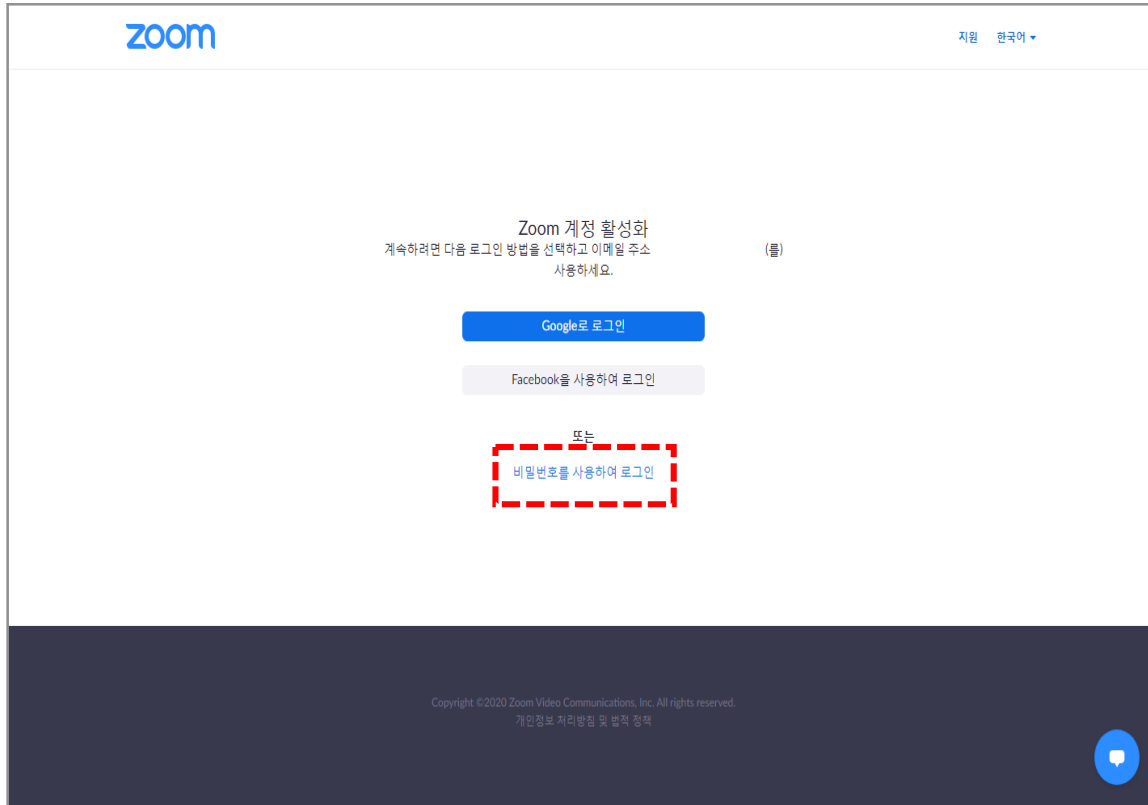 zoom
지원 한국어
Zoom 계정 활성화
계속하려면 다음 로그인 방법을 선택하고 이메일 주소 (를)
사용하세요.
Google로 로그인
Facebook을 사용하여 로그인
또는
비밀번호를 사용하여 로그인
Copyright ©2020 Zoom Video Communications, Inc. All rights reserved.
개인정보 처리방침 및 법적 정책